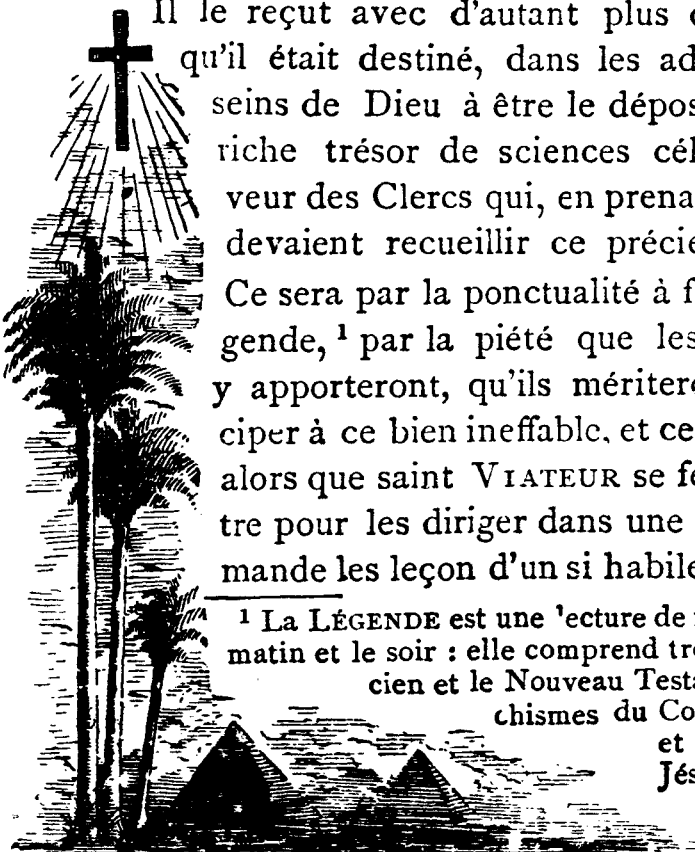 Il le reçut avec d'autant plus
qu'il était destiné, dans les ad
seins de Dieu à être le dépos
riche trésor de sciences cél
veur des Clercs qui, en prena
devaient recueillir ce précie
Ce sera par la ponctualité à f
gende, ¹ par la piété que les
y apporteront, qu'ils mériter
ciper à ce bien ineffable, et ce
alors que saint VIATEUR se fe
tre pour les diriger dans une
mande les leçon d'un si habile
¹ La LÉGENDE est une 'ecture de
matin et le soir : elle comprend tr
cien et le Nouveau Testa
chismes du Co
et
Jés